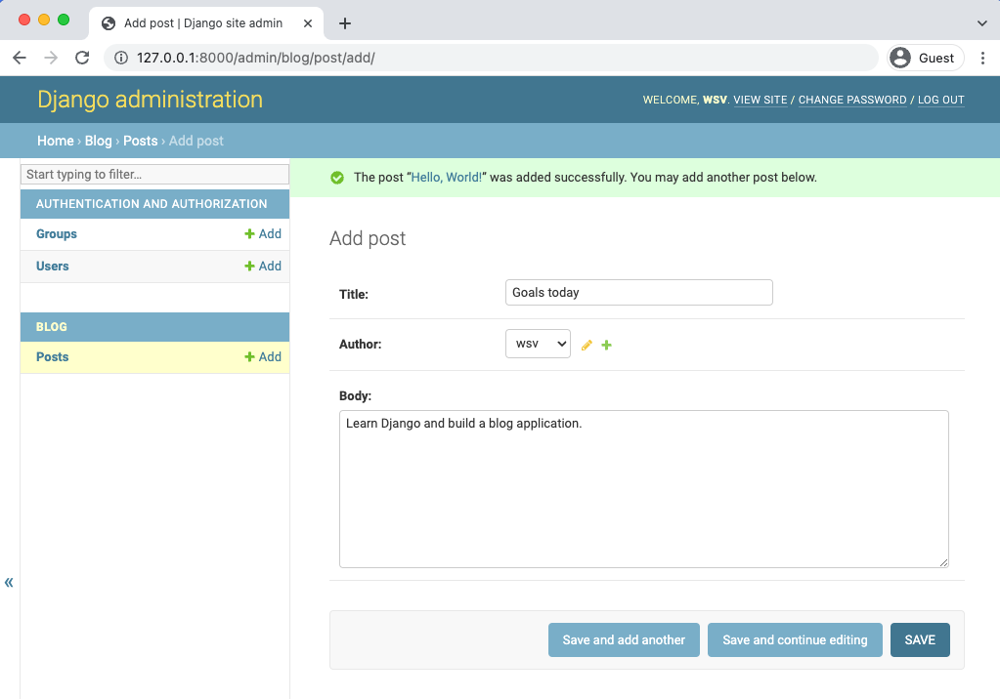 Add post | Django site admin
127.0.0.1:8000/admin/blog/post/add/
Guest
Django administration
WELCOME, WSV. VIEW SITE / CHANGE PASSWORD / LOG OUT
Home › Blog › Posts › Add post
Start typing to filter...
The post “Hello, World!” was added successfully. You may add another post below.
AUTHENTICATION AND AUTHORIZATION
Groups + Add
Users + Add
BLOG
Posts + Add
Add post
Title: Goals today
Author: wsv
Body:
Learn Django and build a blog application.
«
Save and add another Save and continue editing SAVE